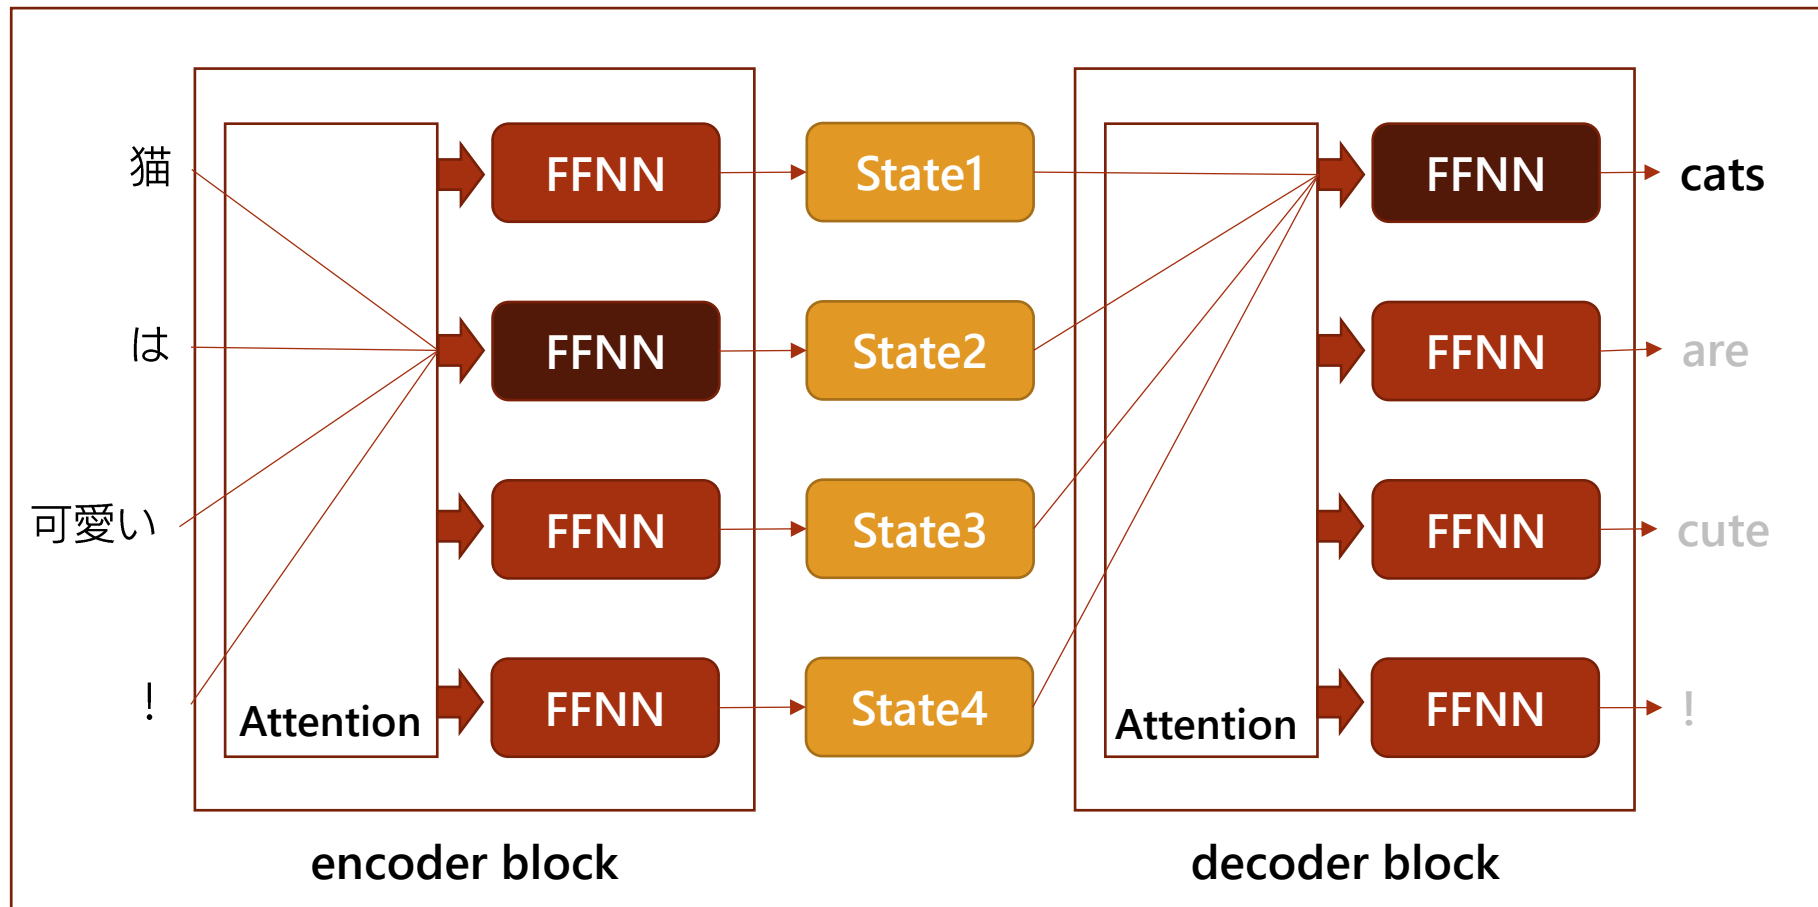 猫
FFNN
State1
FFNN
cats
は
FFNN
State2
FFNN
are
可愛い
FFNN
State3
FFNN
cute
!
Attention
FFNN
State4
Attention
FFNN
!
encoder block
decoder block